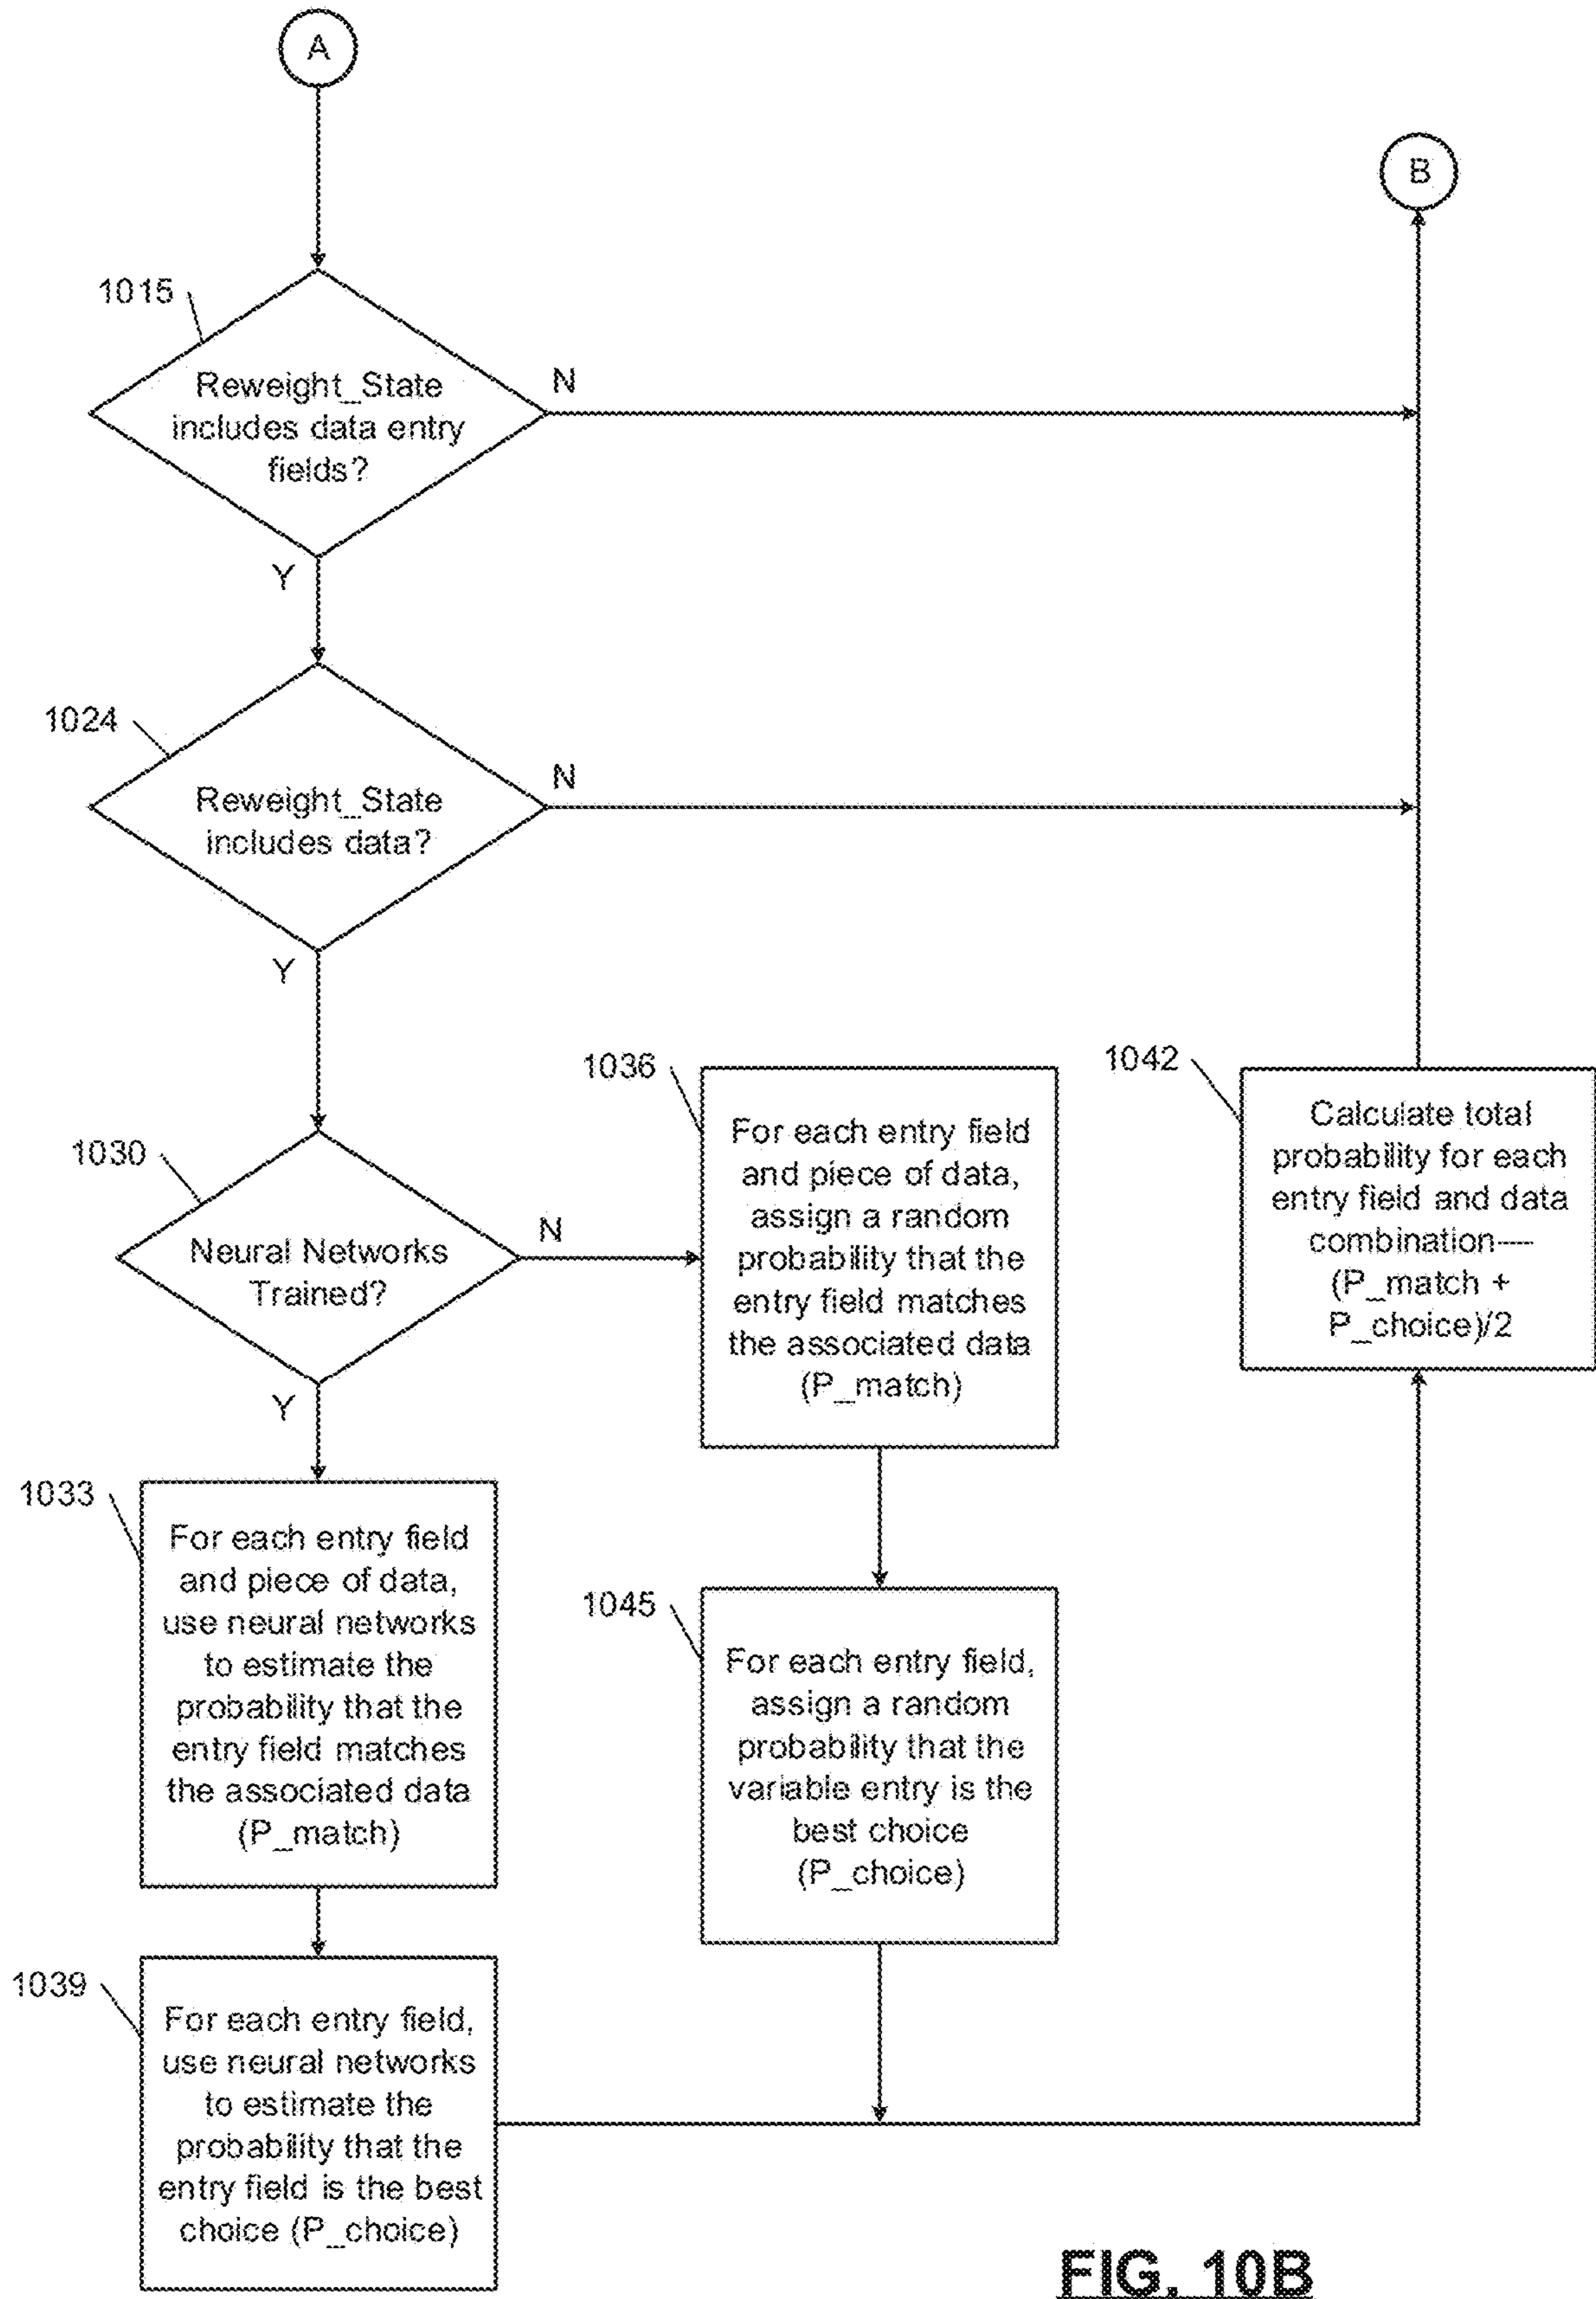 A
B
1015
Reweight_State
includes data entry
fields?
N
Y
1024
Reweight_State
includes data?
N
Y
1030
Neural Networks
Trained?
N
Y
1036
For each entry field
and piece of data,
assign a random
probability that the
entry field matches
the associated data
(P_match)
1042
Calculate total
probability for each
entry field and data
combination----
(P_match +
P_choice)/2
1033
For each entry field
and piece of data,
use neural networks
to estimate the
probability that the
entry field matches
the associated data
(P_match)
1045
For each entry field,
assign a random
probability that the
variable entry is the
best choice
(P_choice)
1039
For each entry field,
use neural networks
to estimate the
probability that the
entry field is the best
choice (P_choice)
FIG. 10B